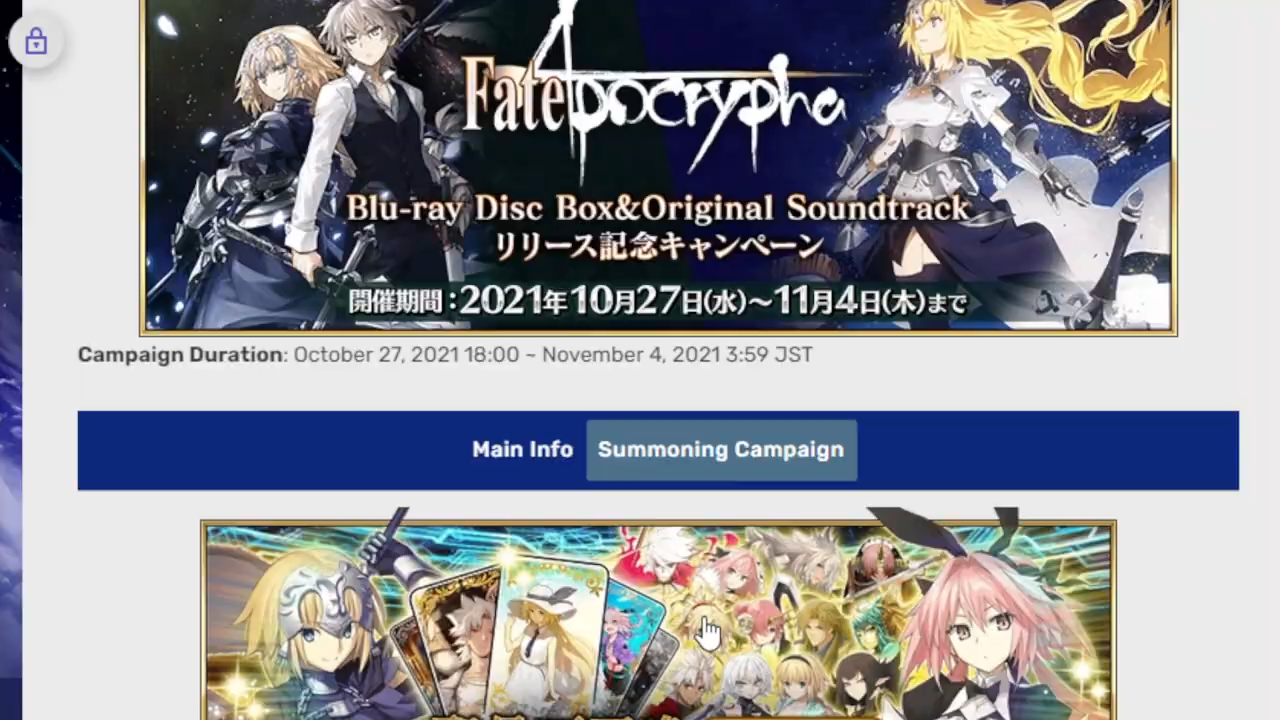 Fate/Apocrypha
Blu-ray Disc Box&Original Soundtrack
リリース記念キャンペーン
開催期間：2021年10月27日(水)～11月4日(木)まで
Campaign Duration: October 27, 2021 18:00 ~ November 4, 2021 3:59 JST
Main Info
Summoning Campaign